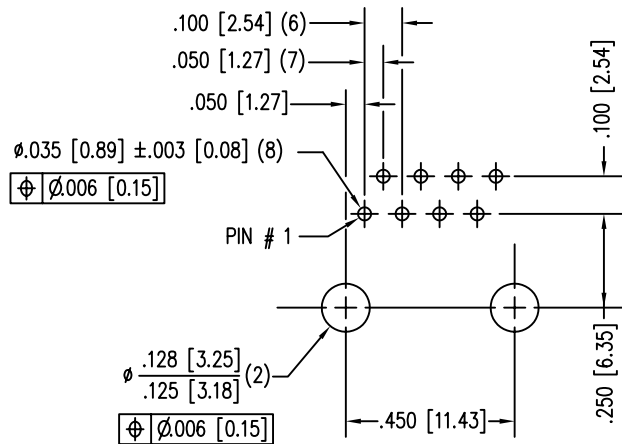 .100 [2.54] (6)
.050 [1.27] (7)
.050 [1.27]
.100 [2.54]
ø.035 [0.89] ±.003 [0.08] (8)
⌖ Ø.006 [0.15]
PIN # 1
ø .128 [3.25]
.125 [3.18] (2)
⌖ Ø.006 [0.15]
.450 [11.43]
.250 [6.35]